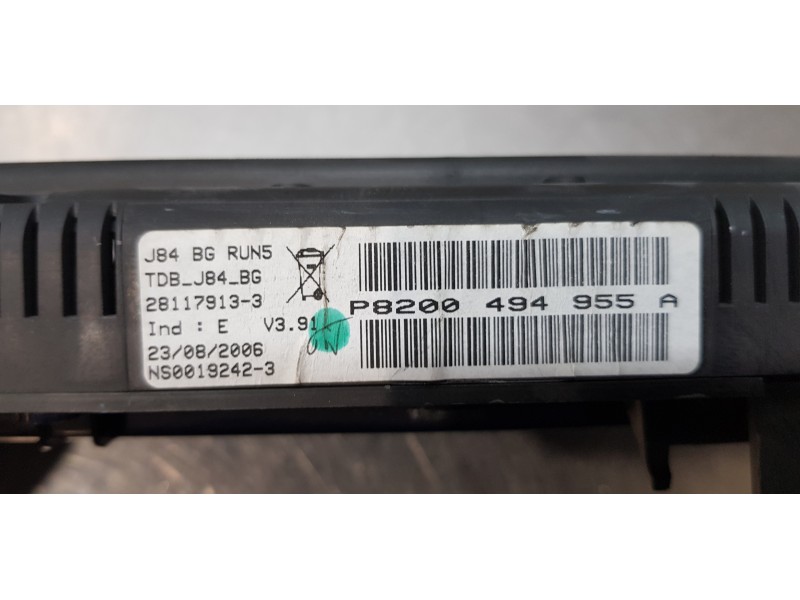 J84 BG RUN5
TDB_J84_BG
28117913-3
Ind : E V3.91
23/08/2006
NS0019242-3
P8200 494 955 A